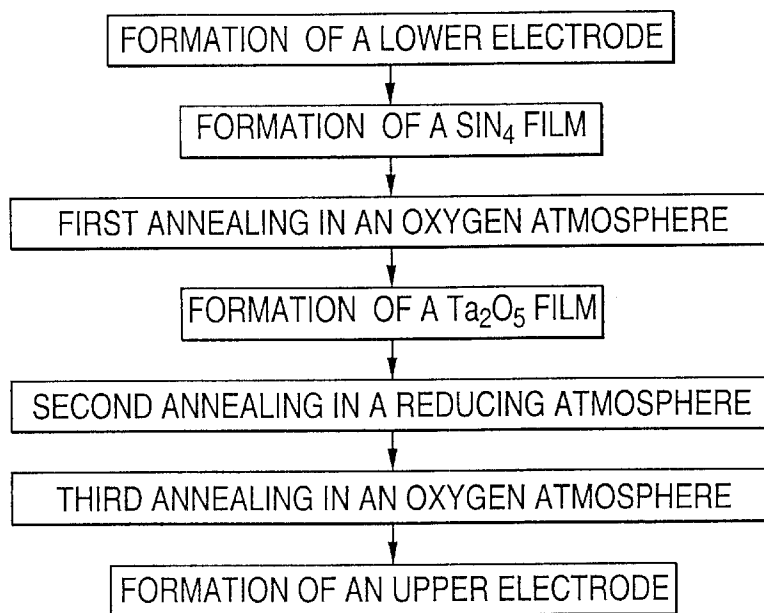 FORMATION OF A LOWER ELECTRODE
FORMATION OF A SIN₄ FILM
FIRST ANNEALING IN AN OXYGEN ATMOSPHERE
FORMATION OF A Ta₂O₅ FILM
SECOND ANNEALING IN A REDUCING ATMOSPHERE
THIRD ANNEALING IN AN OXYGEN ATMOSPHERE
FORMATION OF AN UPPER ELECTRODE